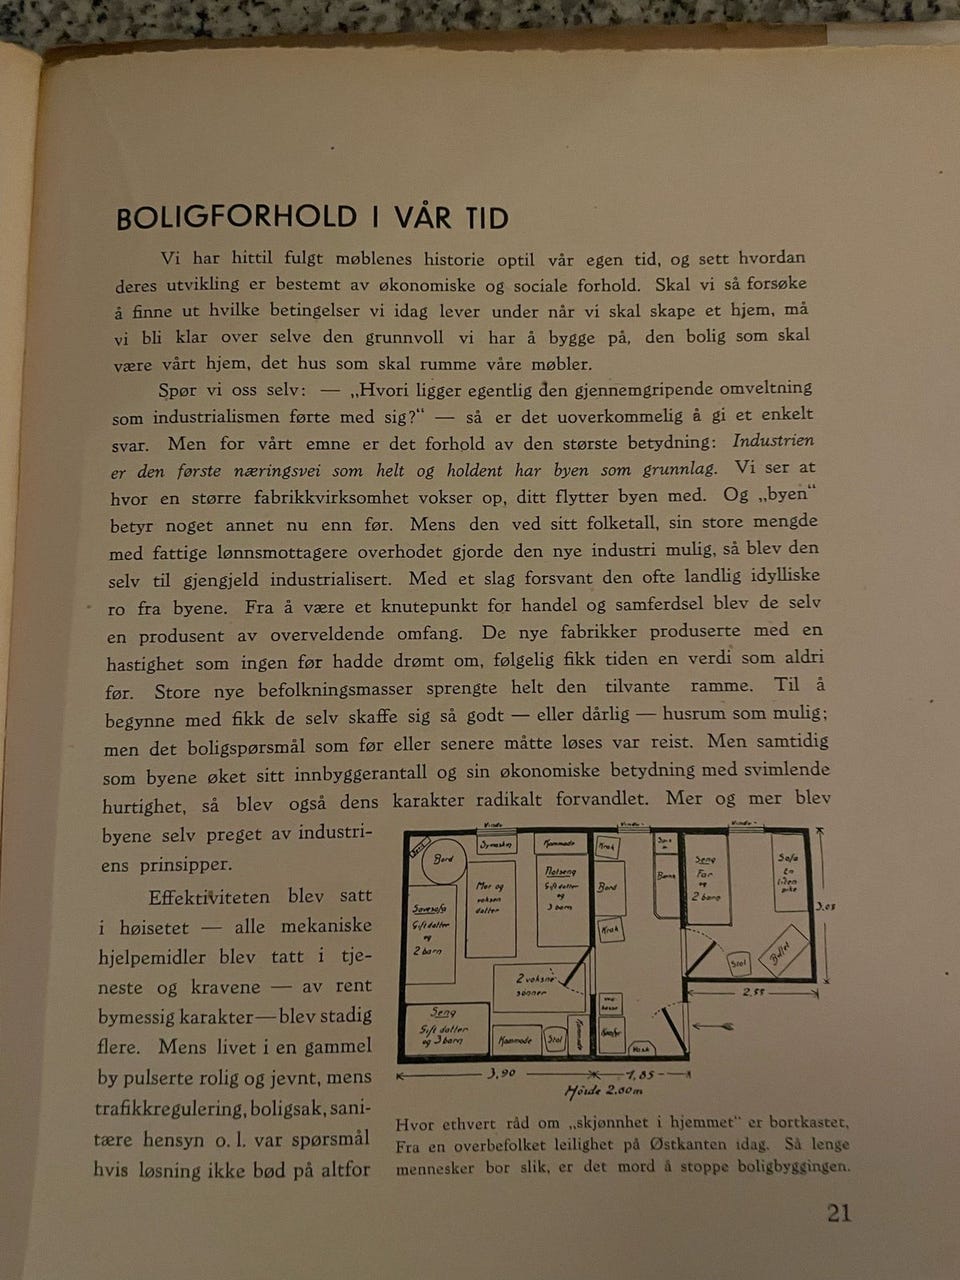 BOLIGFORHOLD I VÅR TID
Vi har hittil fulgt møblenes historie optil vår egen tid, og sett hvordan
deres utvikling er bestemt av økonomiske og sociale forhold. Skal vi så forsøke
å finne ut hvilke betingelser vi idag lever under når vi skal skape et hjem, må
vi bli klar over selve den grunnvoll vi har å bygge på, den bolig som skal
være vårt hjem, det hus som skal rumme våre møbler.
Spør vi oss selv: — „Hvori ligger egentlig den gjennemgripende omveltning
som industrialismen førte med sig?“ — så er det uoverkommelig å gi et enkelt
svar. Men for vårt emne er det forhold av den største betydning: Industrien
er den første næringsvei som helt og holdent har byen som grunnlag. Vi ser at
hvor en større fabrikkvirksomhet vokser op, ditt flytter byen med. Og „byen“
betyr noget annet nu enn før. Mens den ved sitt folketall, sin store mengde
med fattige lønnsmottagere overhodet gjorde den nye industri mulig, så blev den
selv til gjengjeld industrialisert. Med et slag forsvant den ofte landlig idylliske
ro fra byene. Fra å være et knutepunkt for handel og samferdsel blev de selv
en produsent av overveldende omfang. De nye fabrikker produserte med en
hastighet som ingen før hadde drømt om, følgelig fikk tiden en verdi som aldri
før. Store nye befolkningsmasser sprengte helt den tilvante ramme. Til å
begynne med fikk de selv skaffe sig så godt — eller dårlig — husrum som mulig;
men det boligspørsmål som før eller senere måtte løses var reist. Men samtidig
som byene øket sitt innbyggerantall og sin økonomiske betydning med svimlende
hurtighet, så blev også dens karakter radikalt forvandlet. Mer og mer blev
byene selv preget av industri-
ens prinsipper.
Effektiviteten blev satt
i høisetet — alle mekaniske
hjelpemidler blev tatt i tje-
neste og kravene — av rent
bymessig karakter—blev stadig
flere. Mens livet i en gammel
by pulserte rolig og jevnt, mens
trafikkregulering, boligsak, sani-
tære hensyn o. l. var spørsmål
hvis løsning ikke bød på altfor
Vindu
Vindu
Vindu
Bord
Symaskin
Kommode
Krak
Sovesofa
Gift datter
og
2 barn
Mor og
voksen
datter
Flatseng
Gift datter
og
3 barn
Bord
Krak
Seng
Far
og
2 barn
Sofa
En
liten
pike
3,05
Stol
Buffet
2 voksne
sønner
2,55
Seng
Gift datter
og 3 barn
Kommode
Stol
Kommode
Komfyr
Vask
3,90
1,85
Høide 2.60m
Hvor ethvert råd om „skjønnhet i hjemmet“ er bortkastet.
Fra en overbefolket leilighet på Østkanten idag. Så lenge
mennesker bor slik, er det mord å stoppe boligbyggingen.
21